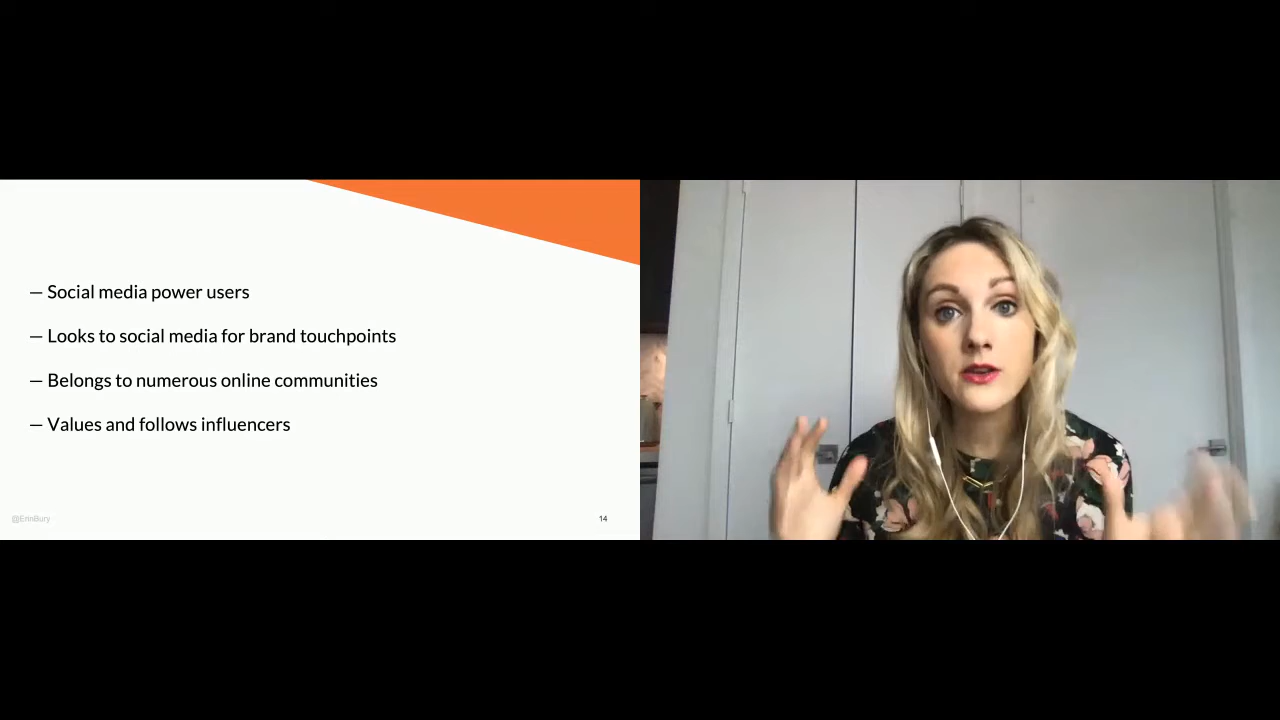 — Social media power users
— Looks to social media for brand touchpoints
— Belongs to numerous online communities
— Values and follows influencers
@ErinBury
14